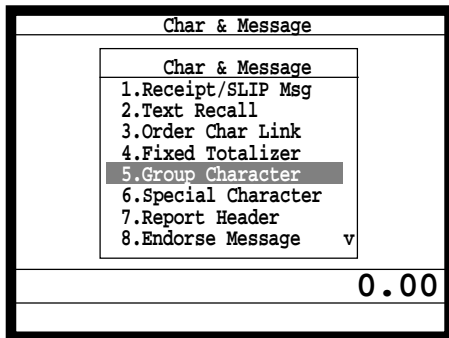 Char & Message
Char & Message
1.Receipt/SLIP Msg
2.Text Recall
3.Order Char Link
4.Fixed Totalizer
5.Group Character
6.Special Character
7.Report Header
8.Endorse Message v
0.00